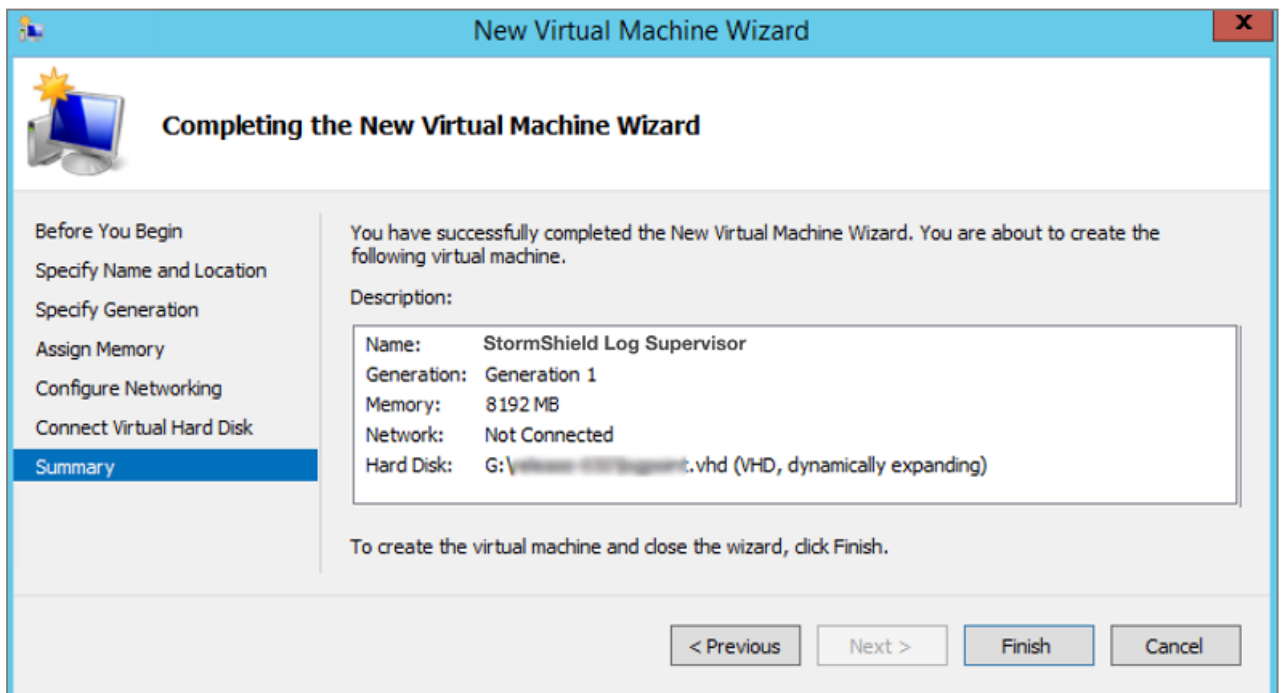 New Virtual Machine Wizard
X
Completing the New Virtual Machine Wizard
Before You Begin
Specify Name and Location
Specify Generation
Assign Memory
Configure Networking
Connect Virtual Hard Disk
Summary
You have successfully completed the New Virtual Machine Wizard. You are about to create the
following virtual machine.
Description:
Name: StormShield Log Supervisor
Generation: Generation 1
Memory: 8192 MB
Network: Not Connected
Hard Disk: G:\ .vhd (VHD, dynamically expanding)
To create the virtual machine and close the wizard, click Finish.
< Previous Next > Finish Cancel